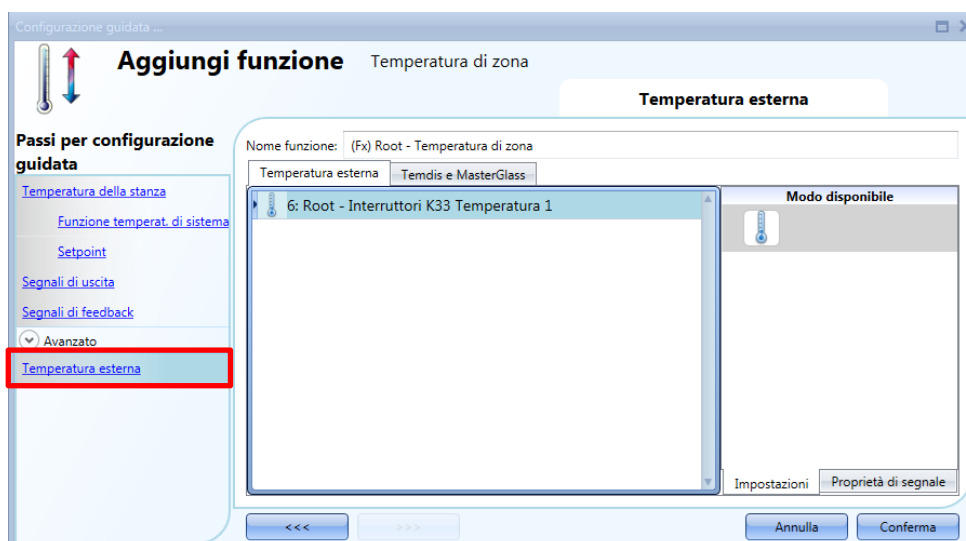 Configurazione guidata ...
Aggiungi funzione Temperatura di zona
Temperatura esterna
Passi per configurazione
guidata
Temperatura della stanza
Funzione temperat. di sistema
Setpoint
Segnali di uscita
Segnali di feedback
Avanzato
Temperatura esterna
Nome funzione: (Fx) Root - Temperatura di zona
Temperatura esterna Temdis e MasterGlass
6: Root - Interruttori K33 Temperatura 1
Modo disponibile
Impostazioni Proprietà di segnale
<<< >>> Annulla Conferma